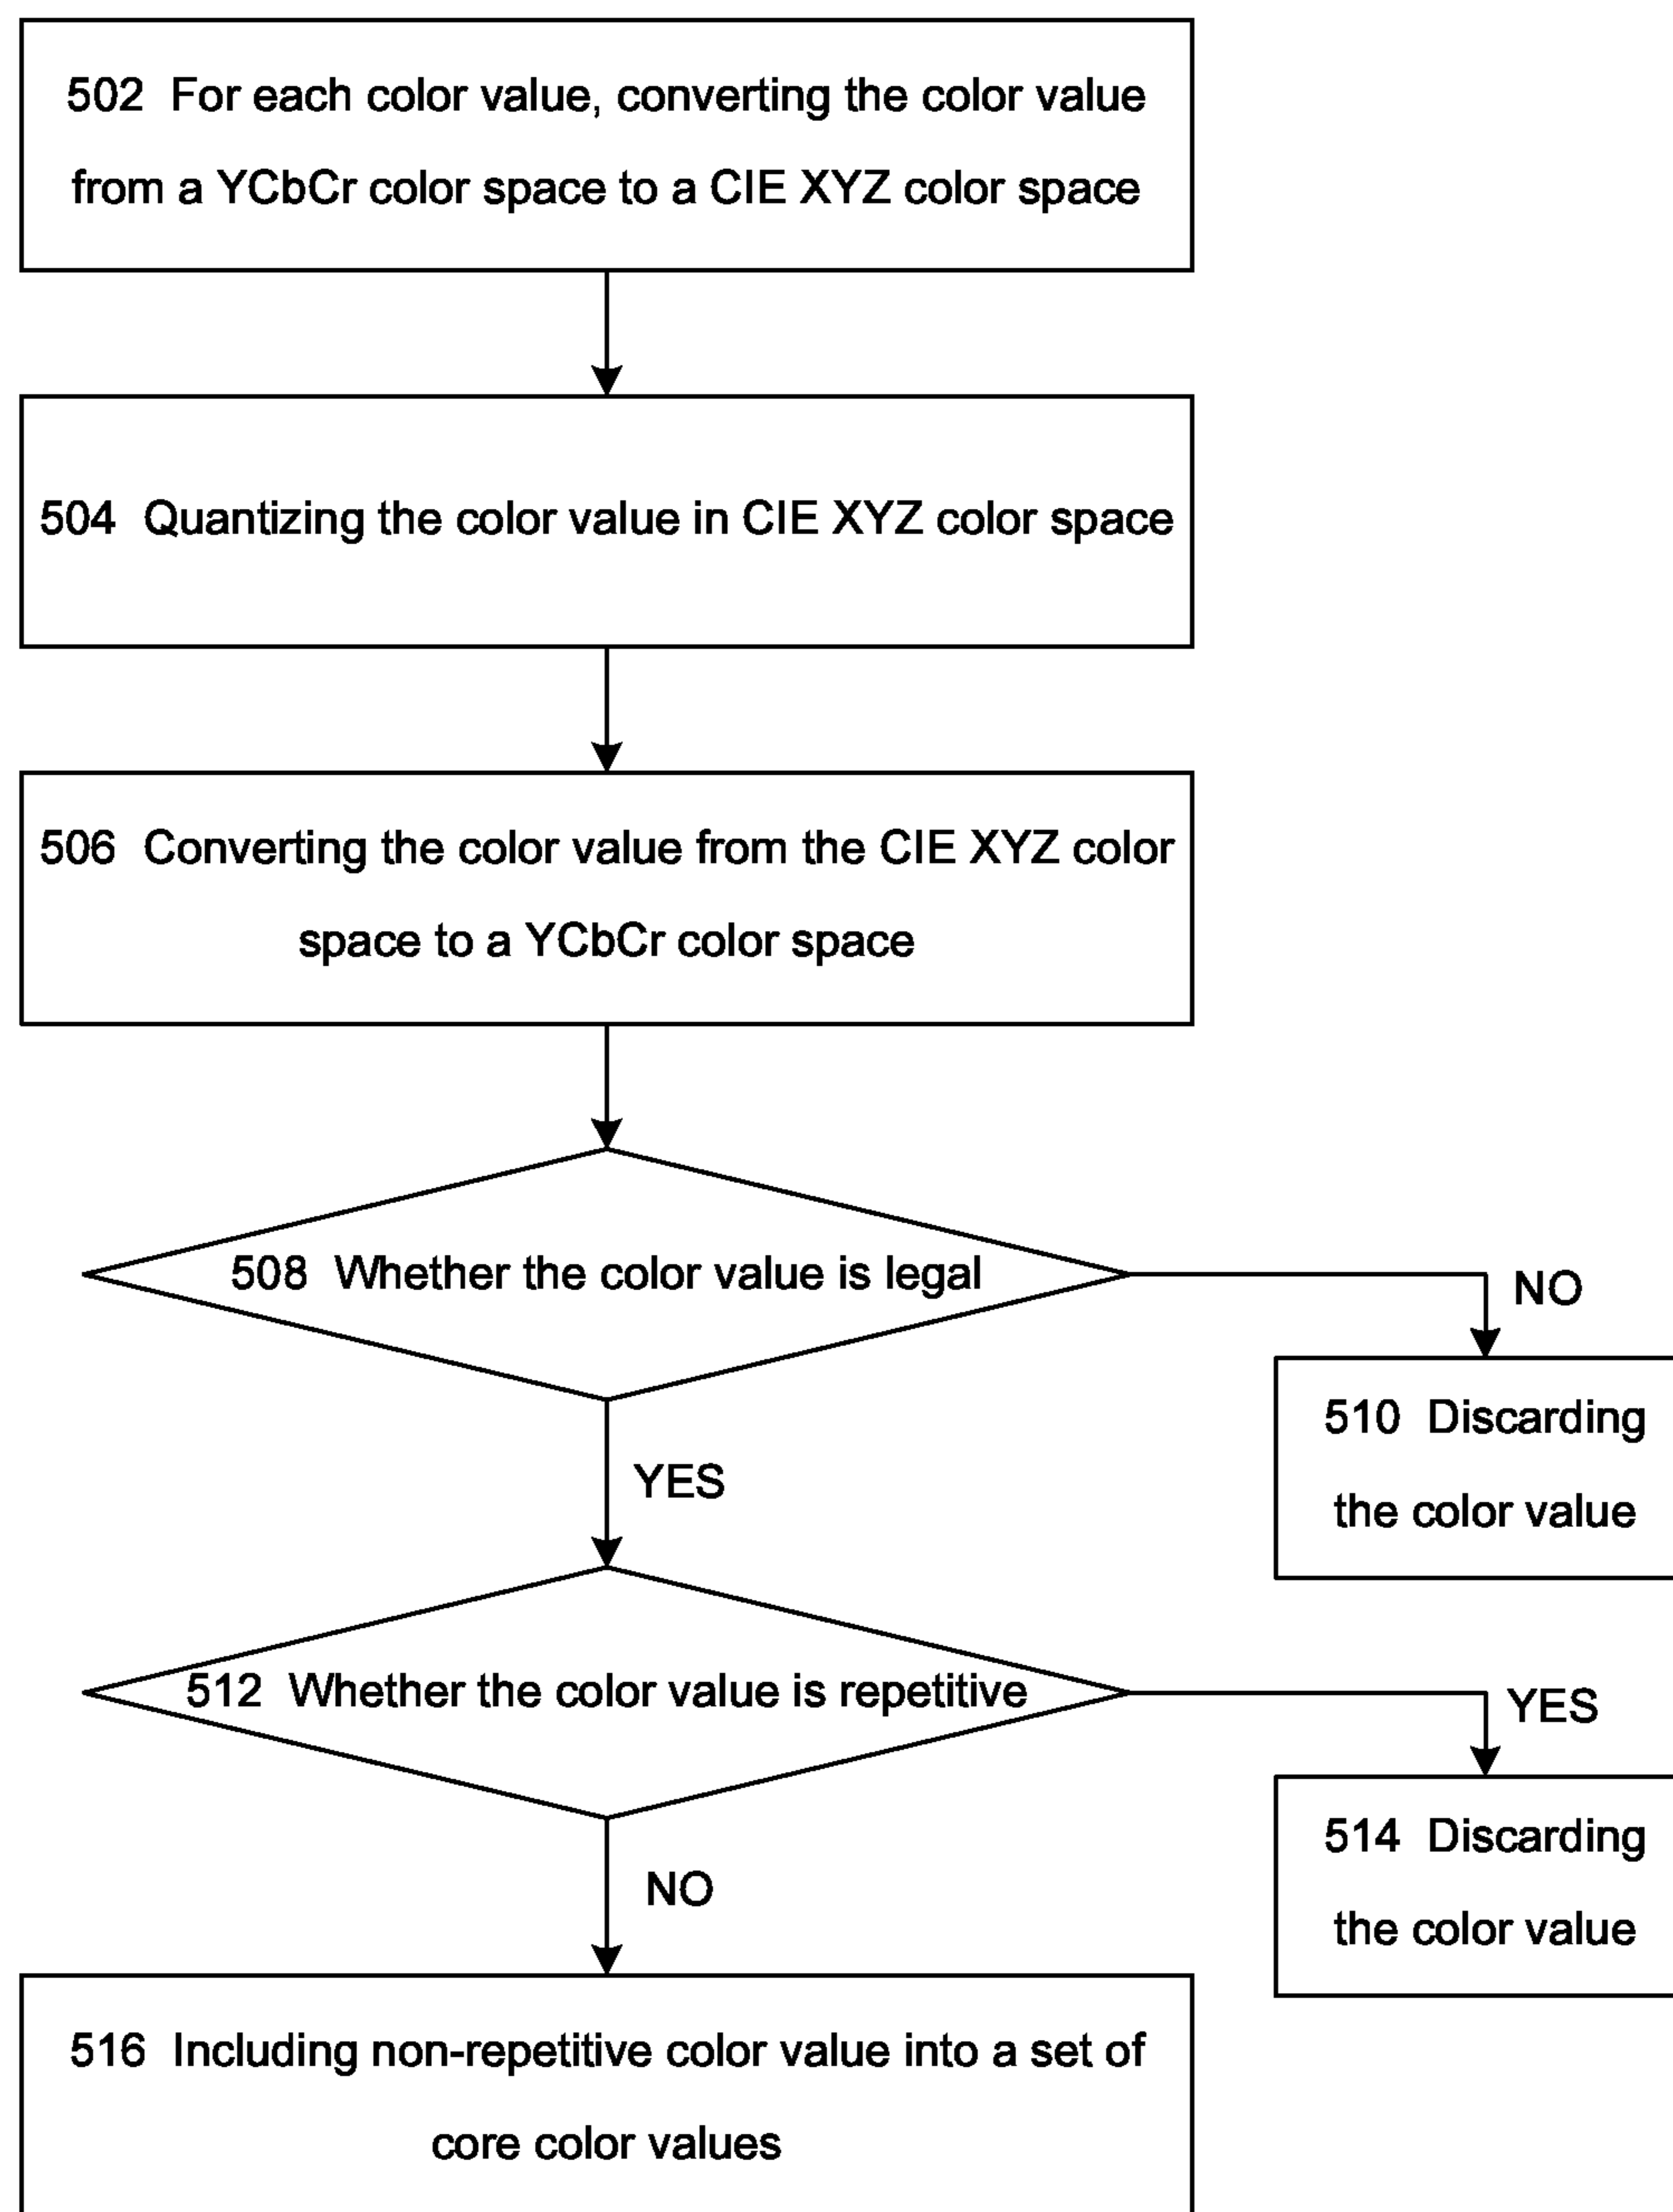 502 For each color value, converting the color value
from a YCbCr color space to a CIE XYZ color space
504 Quantizing the color value in CIE XYZ color space
506 Converting the color value from the CIE XYZ color
space to a YCbCr color space
508 Whether the color value is legal
NO
510 Discarding
the color value
YES
512 Whether the color value is repetitive
YES
514 Discarding
the color value
NO
516 Including non-repetitive color value into a set of
core color values